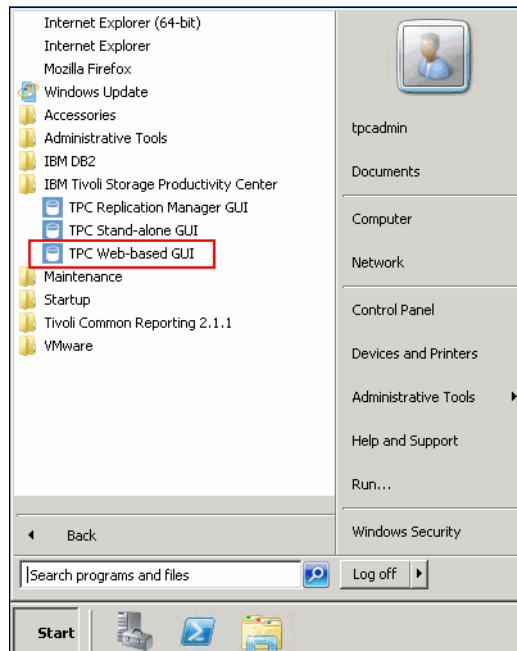 Internet Explorer (64-bit)
Internet Explorer
Mozilla Firefox
Windows Update
Accessories
Administrative Tools
IBM DB2
IBM Tivoli Storage Productivity Center
TPC Replication Manager GUI
TPC Stand-alone GUI
TPC Web-based GUI
Maintenance
Startup
Tivoli Common Reporting 2.1.1
VMware
Back
Search programs and files
tpcadmin
Documents
Computer
Network
Control Panel
Devices and Printers
Administrative Tools
Help and Support
Run...
Windows Security
Log off
Start